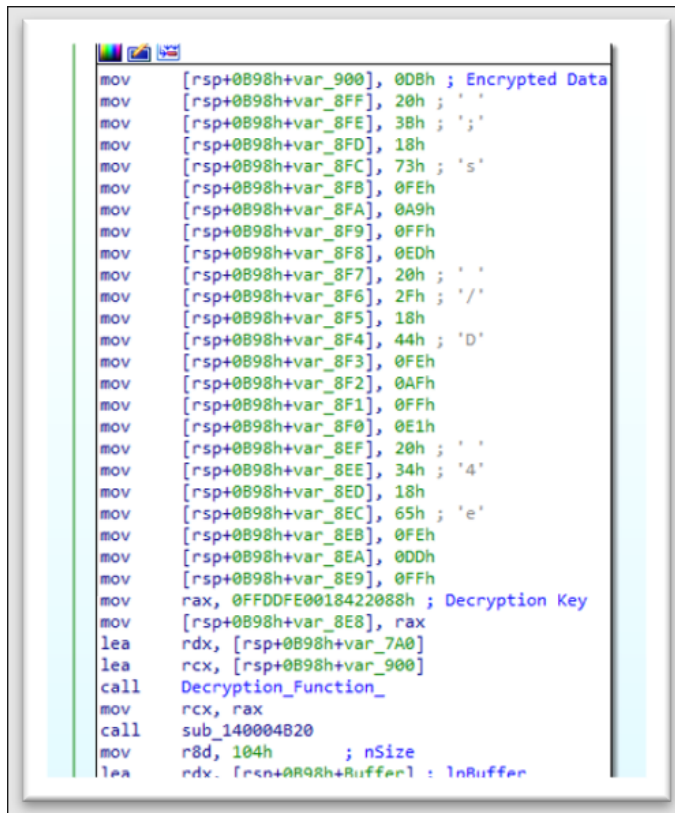 mov [rsp+0B98h+var_900], 0DBh ; Encrypted Data
mov [rsp+0B98h+var_8FF], 20h ; ' '
mov [rsp+0B98h+var_8FE], 3Bh ; ';'
mov [rsp+0B98h+var_8FD], 18h
mov [rsp+0B98h+var_8FC], 73h ; 's'
mov [rsp+0B98h+var_8FB], 0FEh
mov [rsp+0B98h+var_8FA], 0A9h
mov [rsp+0B98h+var_8F9], 0FFh
mov [rsp+0B98h+var_8F8], 0EDh
mov [rsp+0B98h+var_8F7], 20h ; ' '
mov [rsp+0B98h+var_8F6], 2Fh ; '/'
mov [rsp+0B98h+var_8F5], 18h
mov [rsp+0B98h+var_8F4], 44h ; 'D'
mov [rsp+0B98h+var_8F3], 0FEh
mov [rsp+0B98h+var_8F2], 0AFh
mov [rsp+0B98h+var_8F1], 0FFh
mov [rsp+0B98h+var_8F0], 0E1h
mov [rsp+0B98h+var_8EF], 20h ; ' '
mov [rsp+0B98h+var_8EE], 34h ; '4'
mov [rsp+0B98h+var_8ED], 18h
mov [rsp+0B98h+var_8EC], 65h ; 'e'
mov [rsp+0B98h+var_8EB], 0FEh
mov [rsp+0B98h+var_8EA], 0DDh
mov [rsp+0B98h+var_8E9], 0FFh
mov rax, 0FFDDFE0018422088h ; Decryption Key
mov [rsp+0B98h+var_8E8], rax
lea rdx, [rsp+0B98h+var_7A0]
lea rcx, [rsp+0B98h+var_900]
call Decryption_Function_
mov rcx, rax
call sub_140004B20
mov r8d, 104h ; nSize
lea rdx, [rsp+0B98h+Buffer] ; lpBuffer